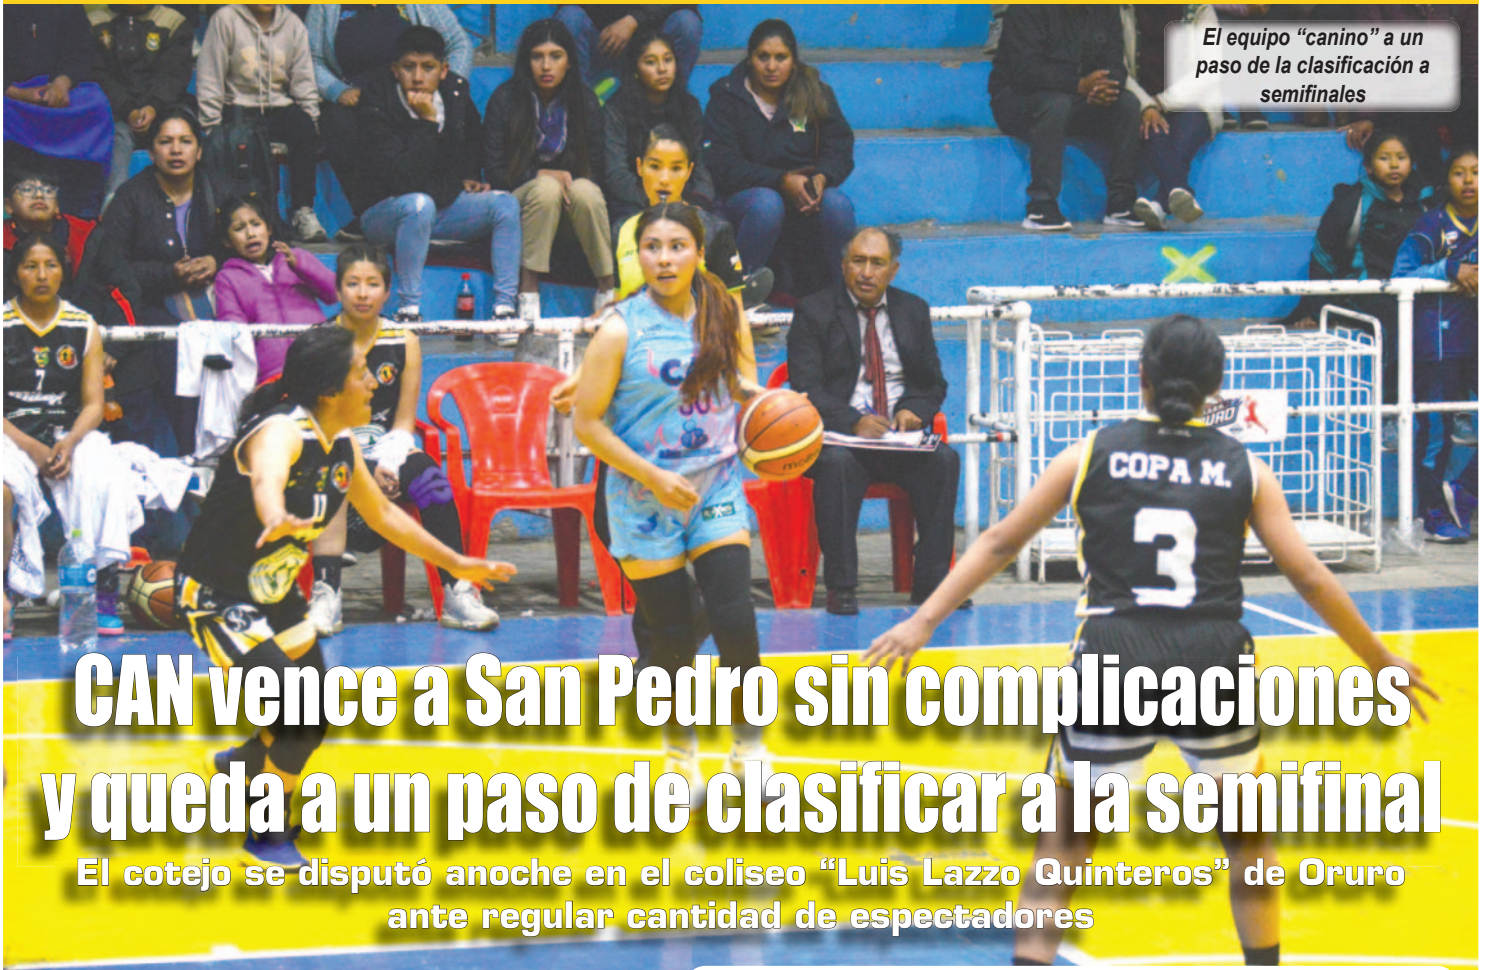 El equipo “canino” a un
paso de la clasificación a
semifinales
7
COPA M.
3
CAN vence a San Pedro sin complicaciones
y queda a un paso de clasificar a la semifinal
El cotejo se disputó anoche en el coliseo “Luis Lazzo Quinteros” de Oruro
ante regular cantidad de espectadores